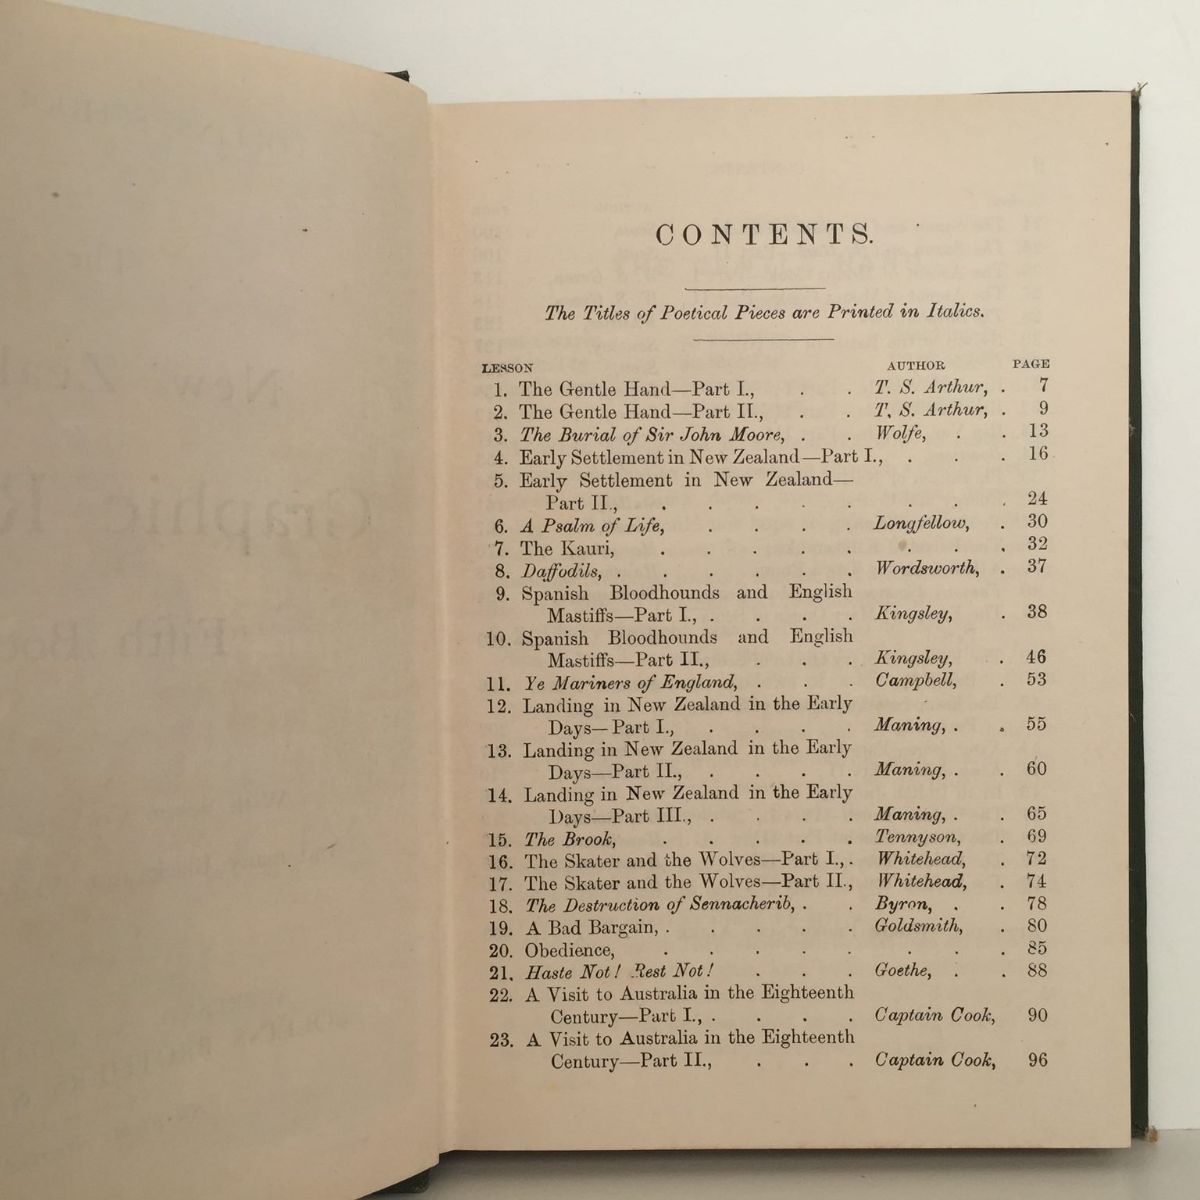 CONTENTS.
The Titles of Poetical Pieces are Printed in Italics.
LESSON AUTHOR PAGE
1. The Gentle Hand—Part I., . . T. S. Arthur, . 7
2. The Gentle Hand—Part II., . . T. S. Arthur, . 9
3. The Burial of Sir John Moore, . . Wolfe, . . 13
4. Early Settlement in New Zealand—Part I., . . . 16
5. Early Settlement in New Zealand—
Part II., . . . . . . . . 24
6. A Psalm of Life, . . . . Longfellow, . 30
7. The Kauri, . . . . . . . . 32
8. Daffodils, . . . . . . Wordsworth, . 37
9. Spanish Bloodhounds and English
Mastiffs—Part I., . . . . Kingsley, . 38
10. Spanish Bloodhounds and English
Mastiffs—Part II., . . . Kingsley, . 46
11. Ye Mariners of England, . . . Campbell, . 53
12. Landing in New Zealand in the Early
Days—Part I., . . . . Maning, . . 55
13. Landing in New Zealand in the Early
Days—Part II., . . . . Maning, . . 60
14. Landing in New Zealand in the Early
Days—Part III., . . . . Maning, . . 65
15. The Brook, . . . . . Tennyson, . 69
16. The Skater and the Wolves—Part I., . Whitehead, . 72
17. The Skater and the Wolves—Part II., Whitehead, . 74
18. The Destruction of Sennacherib, . . Byron, . . 78
19. A Bad Bargain, . . . . . Goldsmith, . 80
20. Obedience, . . . . . . . . 85
21. Haste Not! Rest Not! . . . Goethe, . . 88
22. A Visit to Australia in the Eighteenth
Century—Part I., . . . . Captain Cook, 90
23. A Visit to Australia in the Eighteenth
Century—Part II., . . . Captain Cook, 96